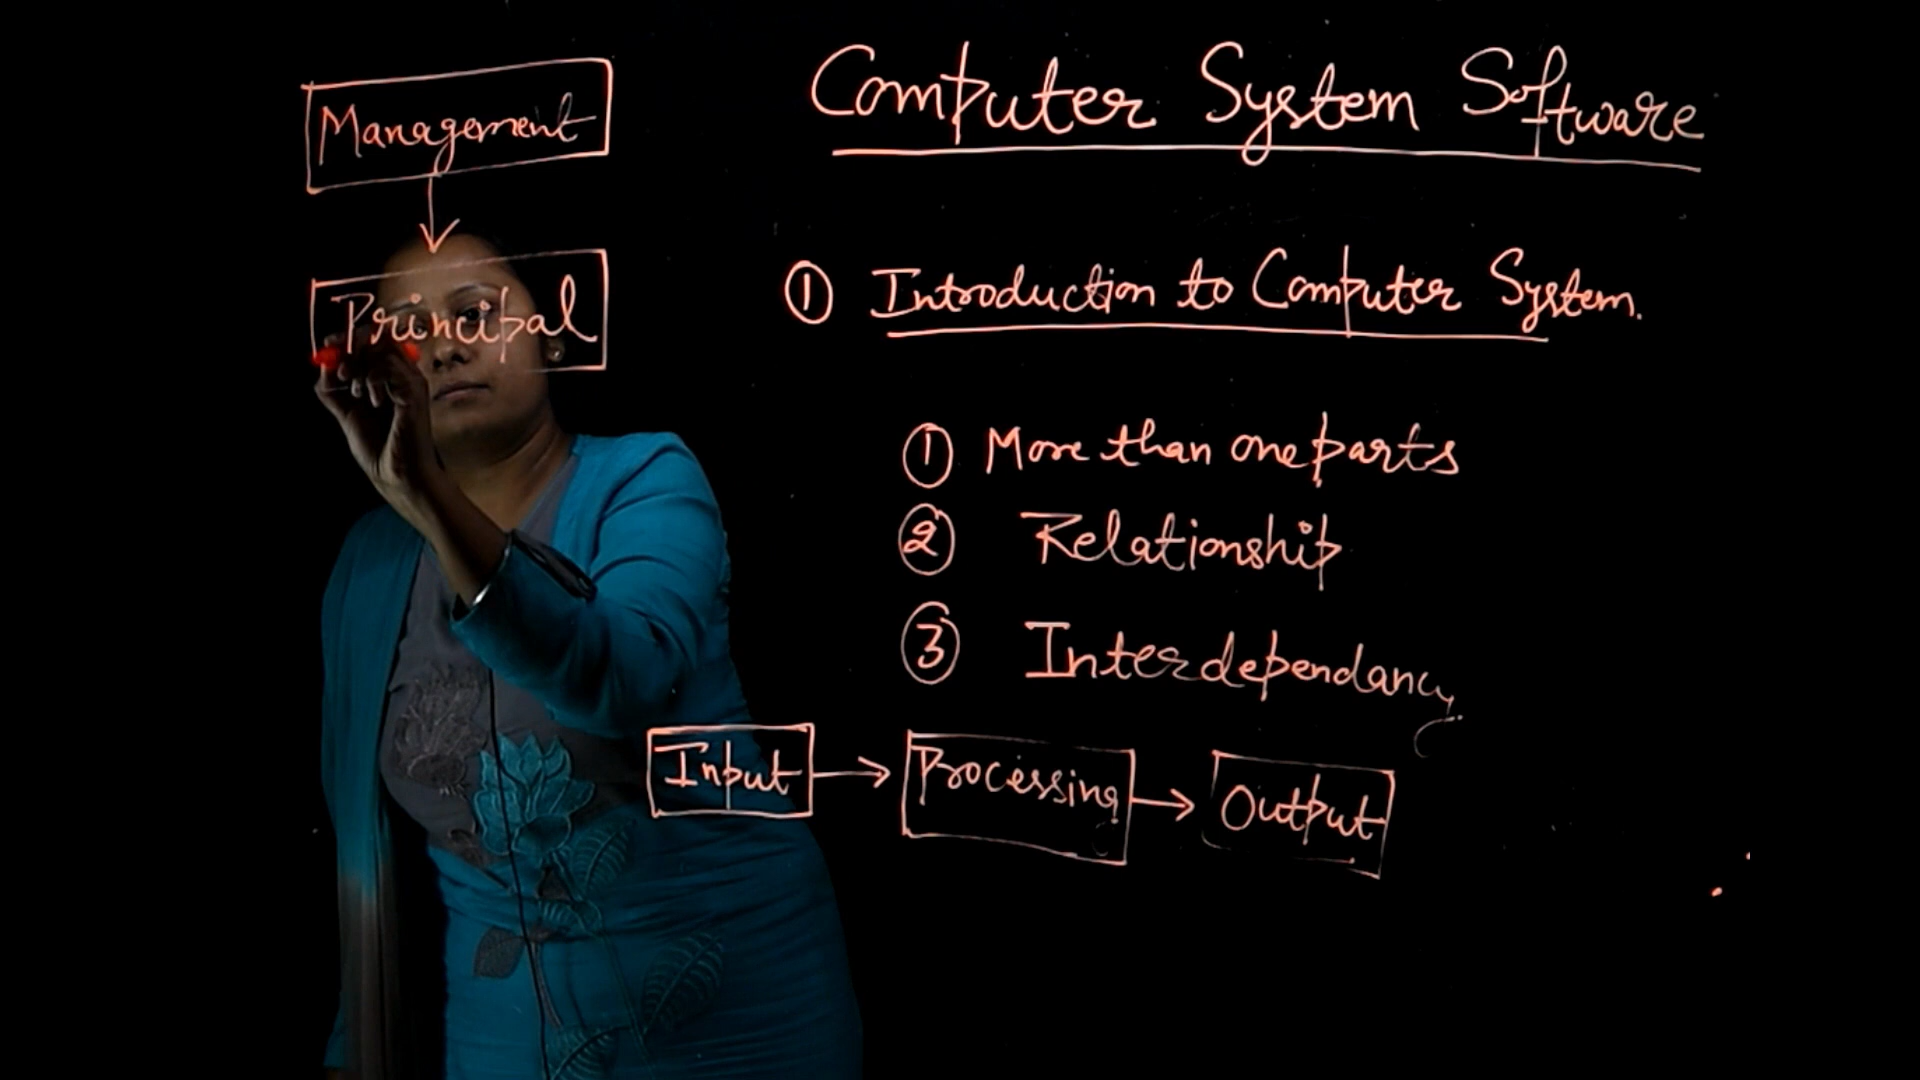 Computer System Software
Management
Principal
① Introduction to Computer System.
① More than one parts
② Relationship
③ Interdependancy
Input → Processing → Output